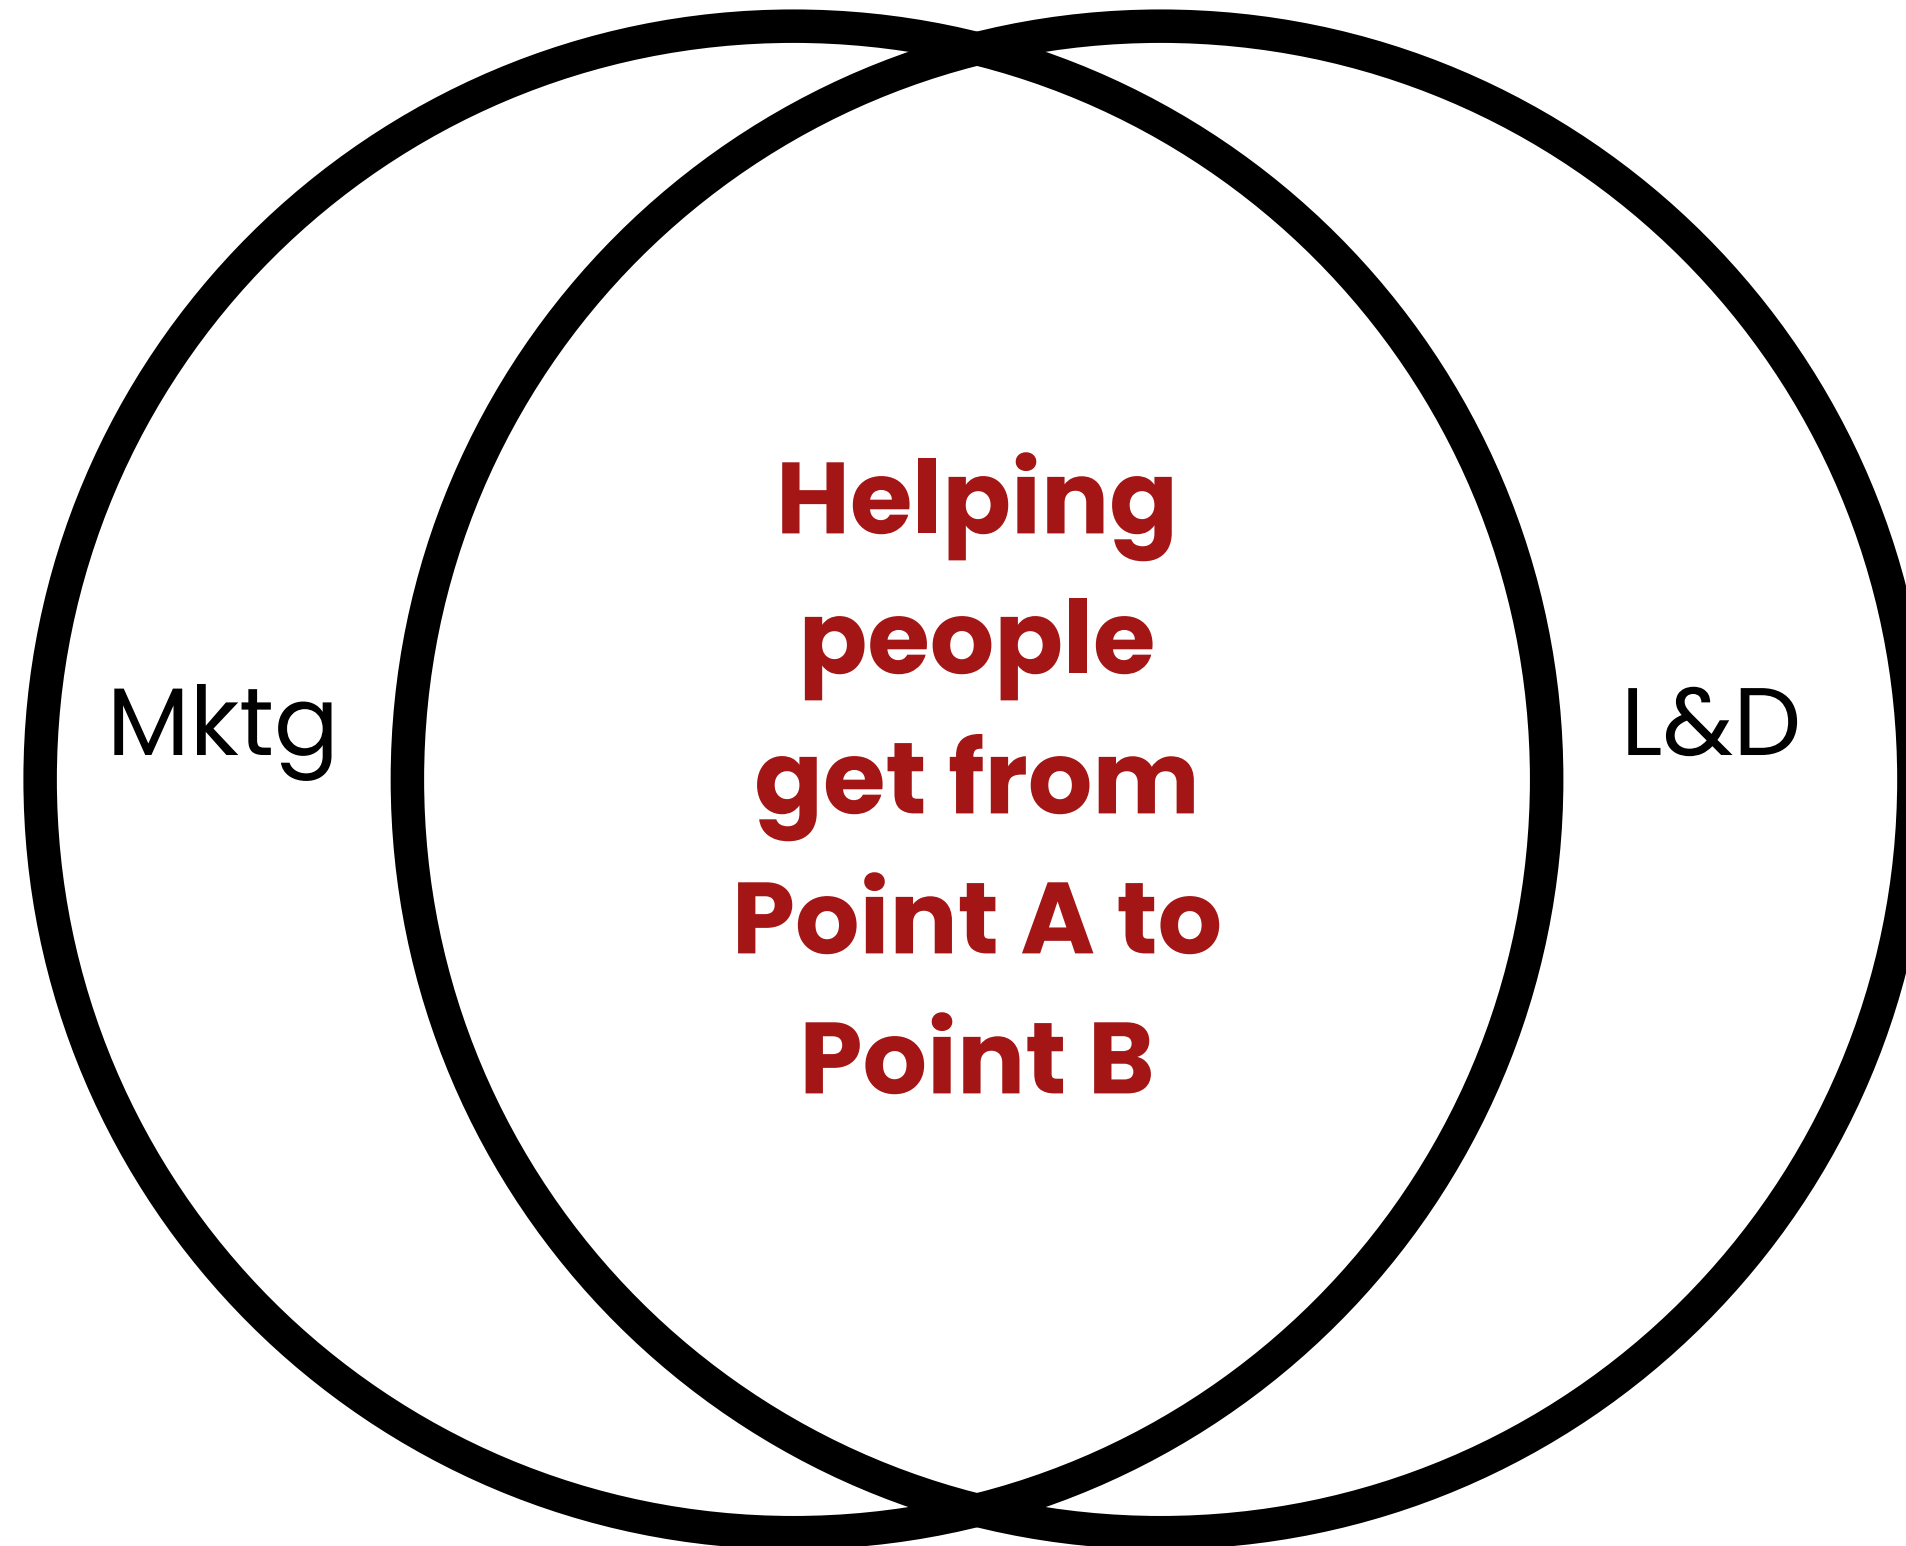 Mktg
Helping
people
get from
Point A to
Point B
L&D